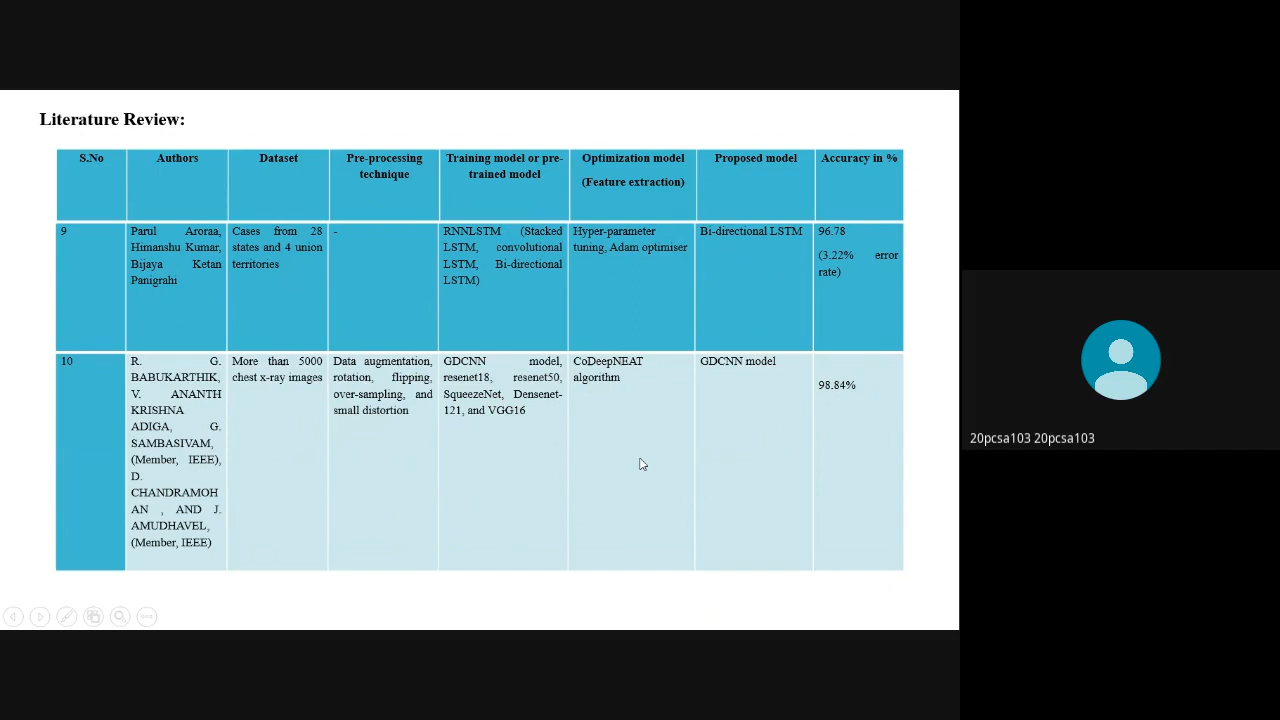 Literature Review:
S.No
Authors
Dataset
Pre-processing
technique
Training model or pre-
trained model
Optimization model
(Feature extraction)
Proposed model
Accuracy in %
9
Parul Aroraa,
Himanshu Kumar,
Bijaya Ketan
Panigrahi
Cases from 28
states and 4 union
territories
-
RNNLSTM (Stacked
LSTM, convolutional
LSTM, Bi-directional
LSTM)
Hyper-parameter
tuning, Adam optimiser
Bi-directional LSTM
96.78
(3.22% error
rate)
10
R. G.
BABUKARTHIK,
V. ANANTH
KRISHNA
ADIGA, G.
SAMBASIVAM,
(Member, IEEE),
D.
CHANDRAMOH
AN , AND J.
AMUDHAVEL,
(Member, IEEE)
More than 5000
chest x-ray images
Data augmentation,
rotation, flipping,
over-sampling, and
small distortion
GDCNN model,
resenet18, resenet50,
SqueezeNet, Densenet-
121, and VGG16
CoDeepNEAT
algorithm
GDCNN model
98.84%
20pcsa103 20pcsa103